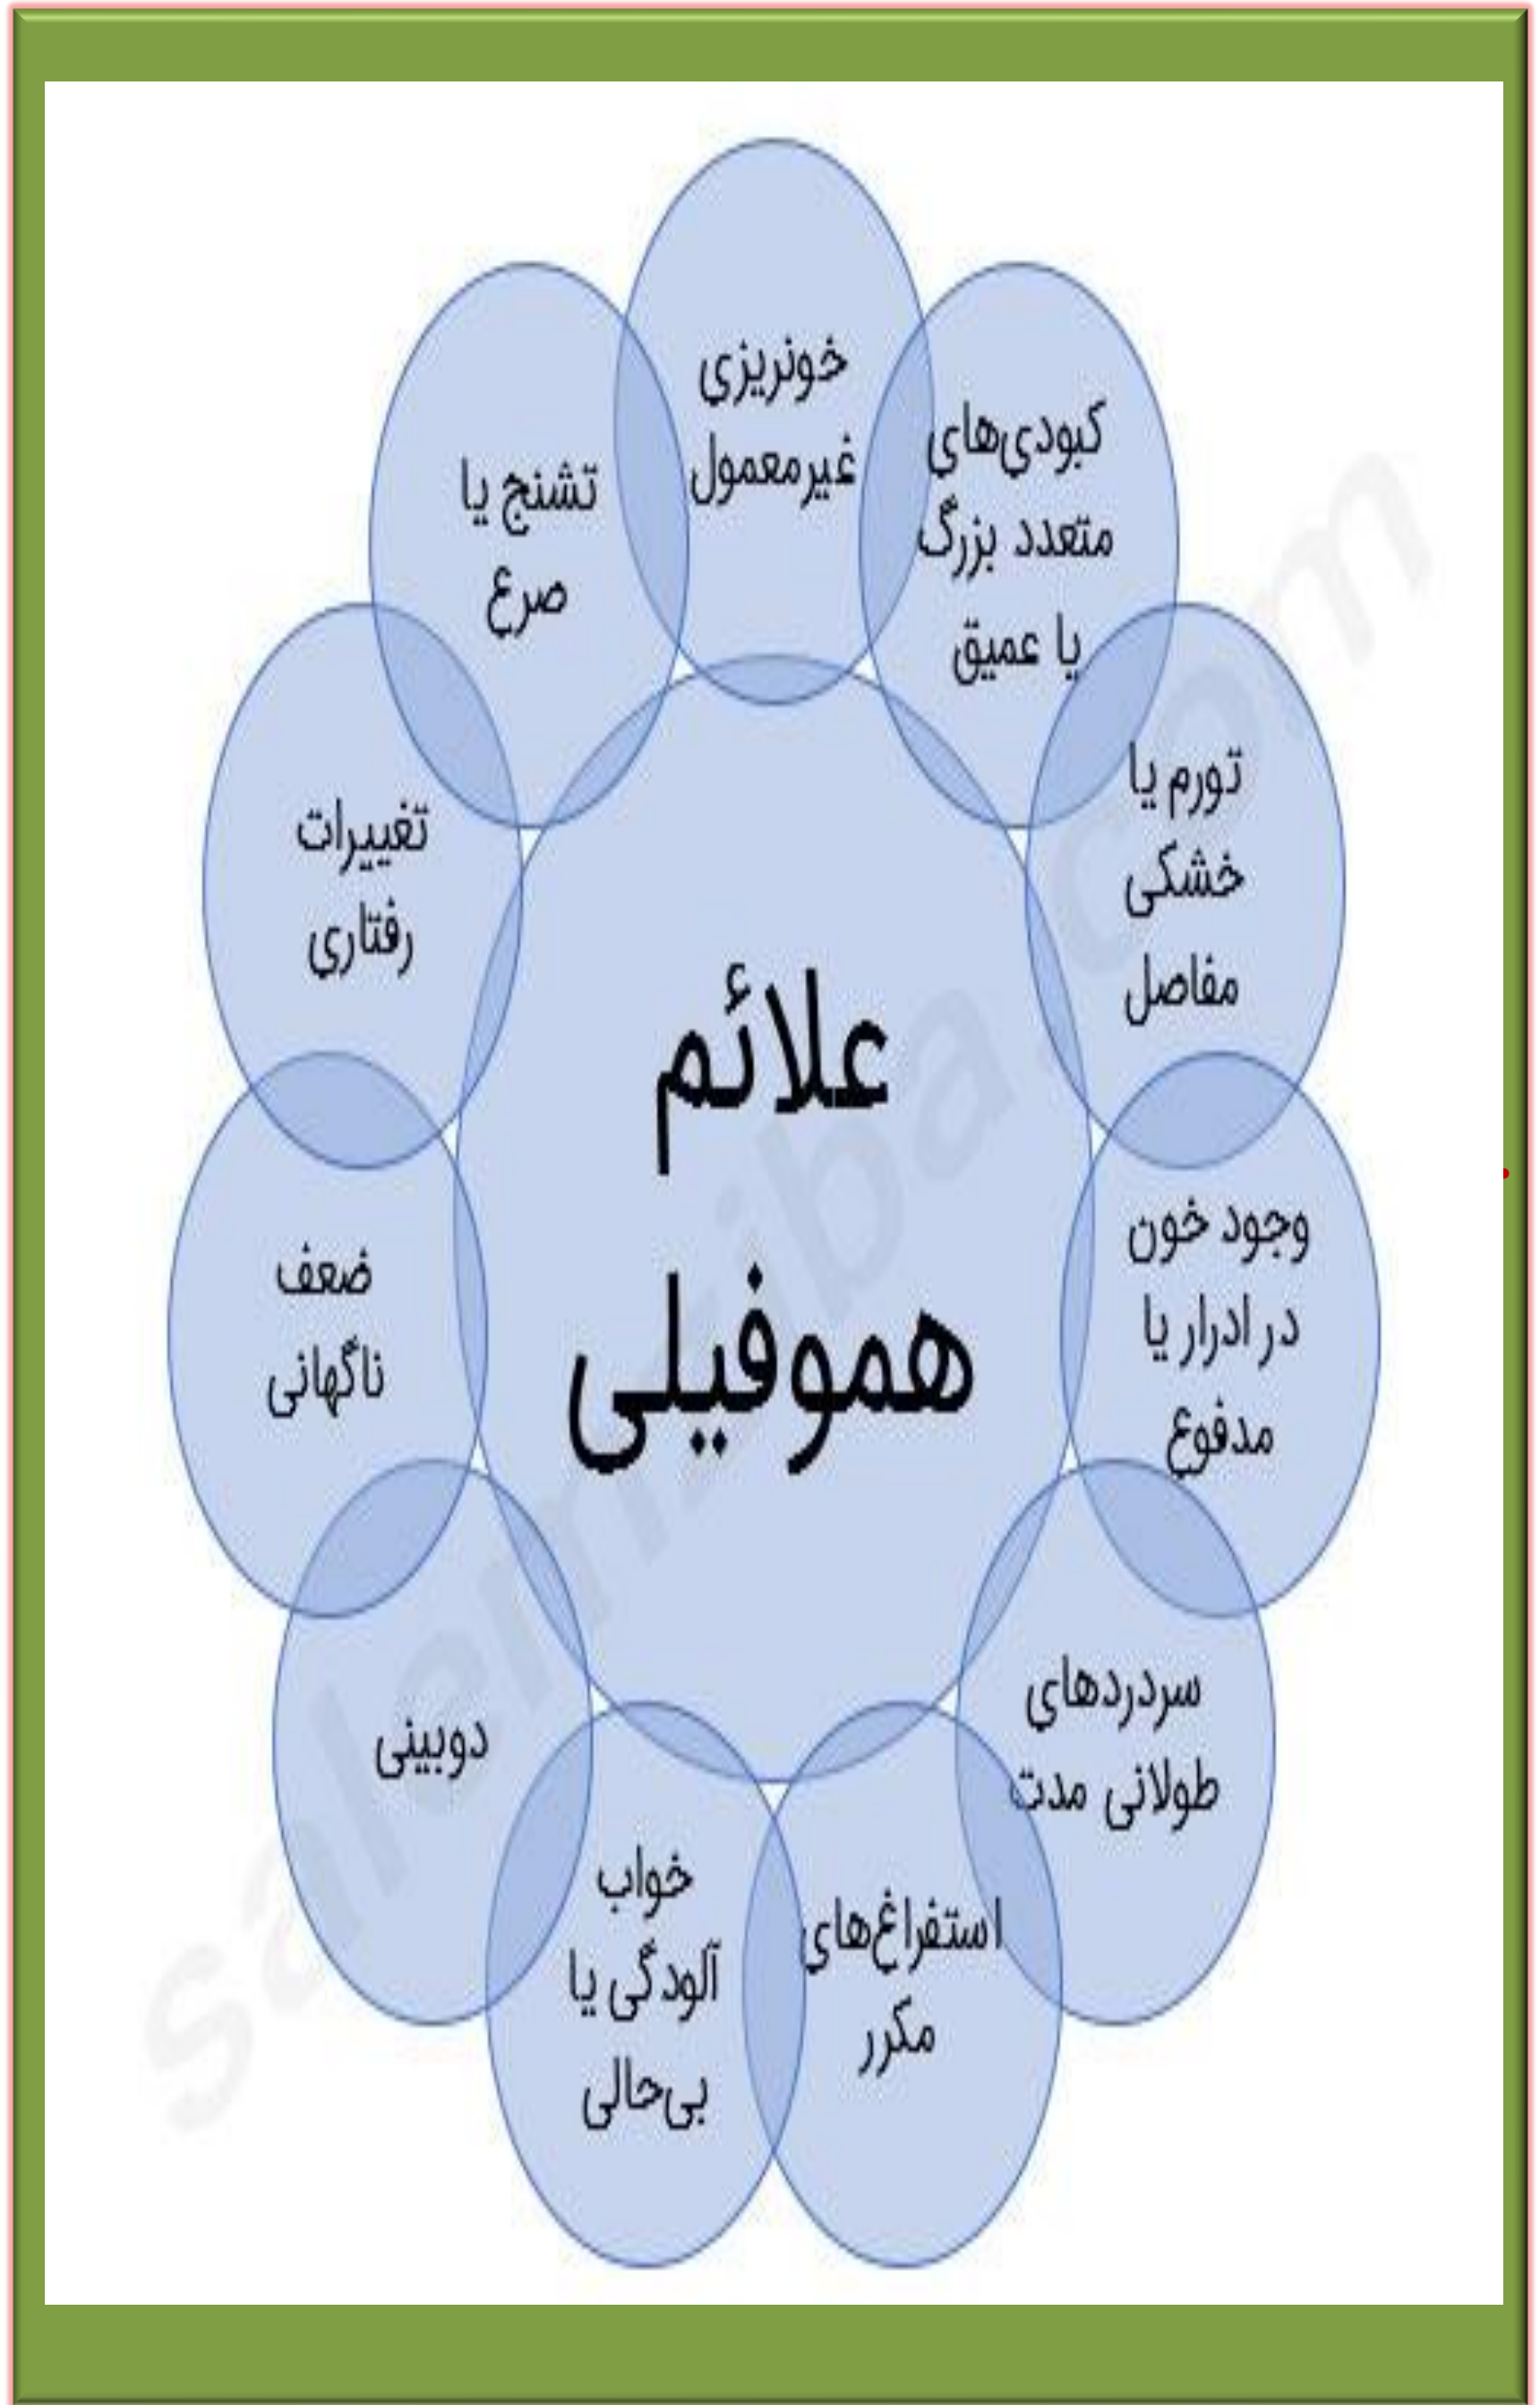 علائم
هموفیلی
خونریزی
غیرمعمول
کبودی‌های
متعدد بزرگ
یا عمیق
تورم یا
خشکی
مفاصل
وجود خون
در ادرار یا
مدفوع
سردردهای
طولانی مدت
استفراغ‌های
مکرر
خواب
آلودگی یا
بی‌حالی
دوبینی
ضعف
ناگهانی
تغییرات
رفتاری
تشنج یا
صرع
salemziba.com